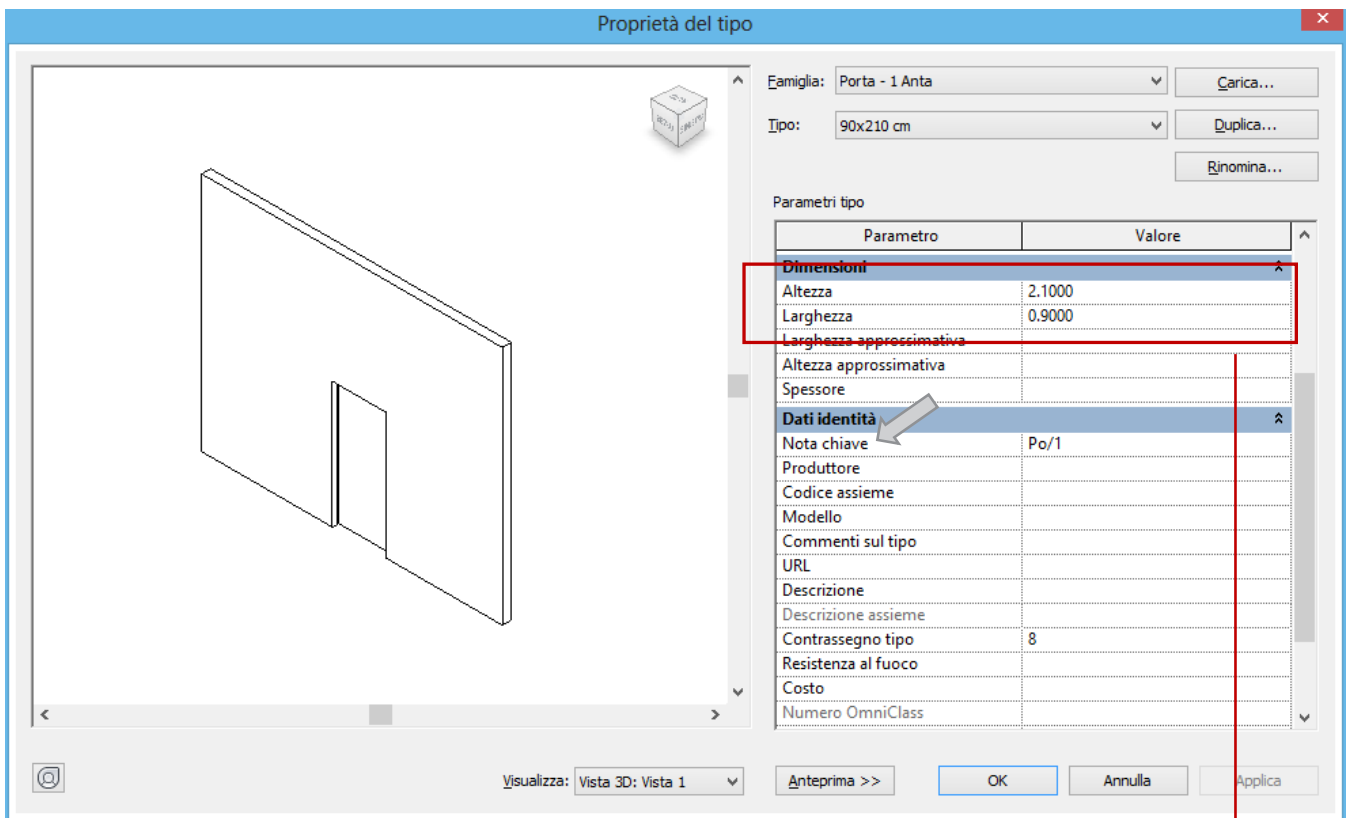 Proprietà del tipo
Famiglia: Porta - 1 Anta Carica...
Tipo: 90x210 cm Duplica...
Rinomina...
Parametri tipo
Parametro Valore
Dimensioni
Altezza 2.1000
Larghezza 0.9000
Larghezza approssimativa
Altezza approssimativa
Spessore
Dati identità
Nota chiave Po/1
Produttore
Codice assieme
Modello
Commenti sul tipo
URL
Descrizione
Descrizione assieme
Contrassegno tipo 8
Resistenza al fuoco
Costo
Numero OmniClass
Visualizza: Vista 3D: Vista 1 Anteprima >> OK Annulla Applica